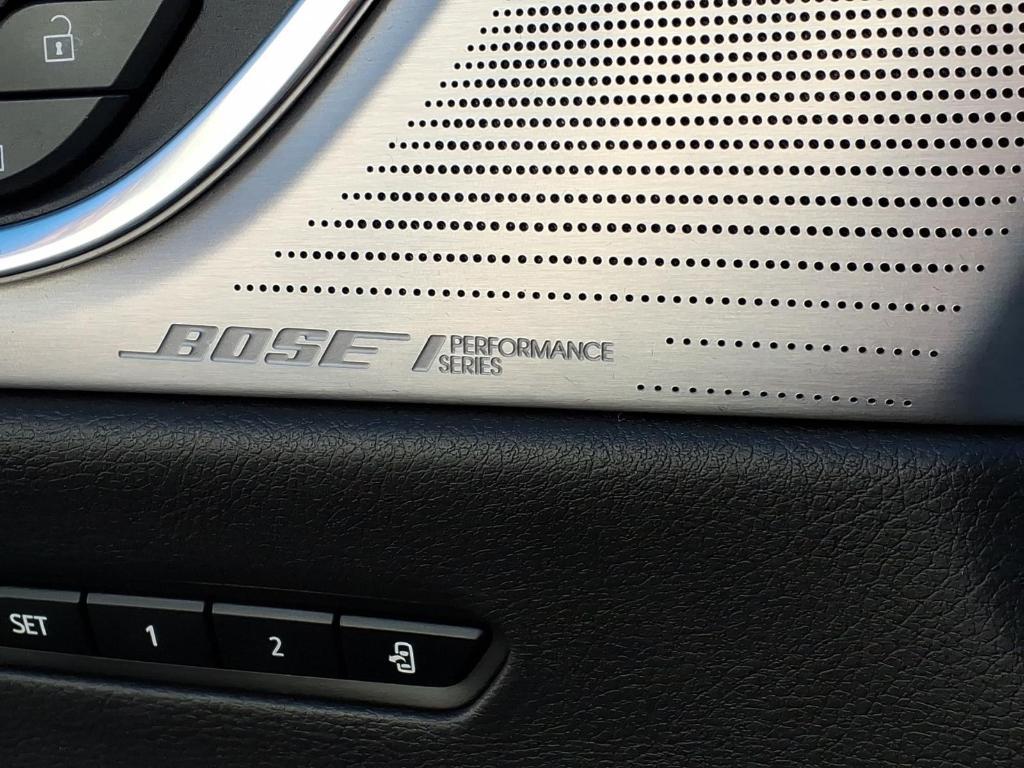 BOSE
PERFORMANCE
SERIES
SET
1
2